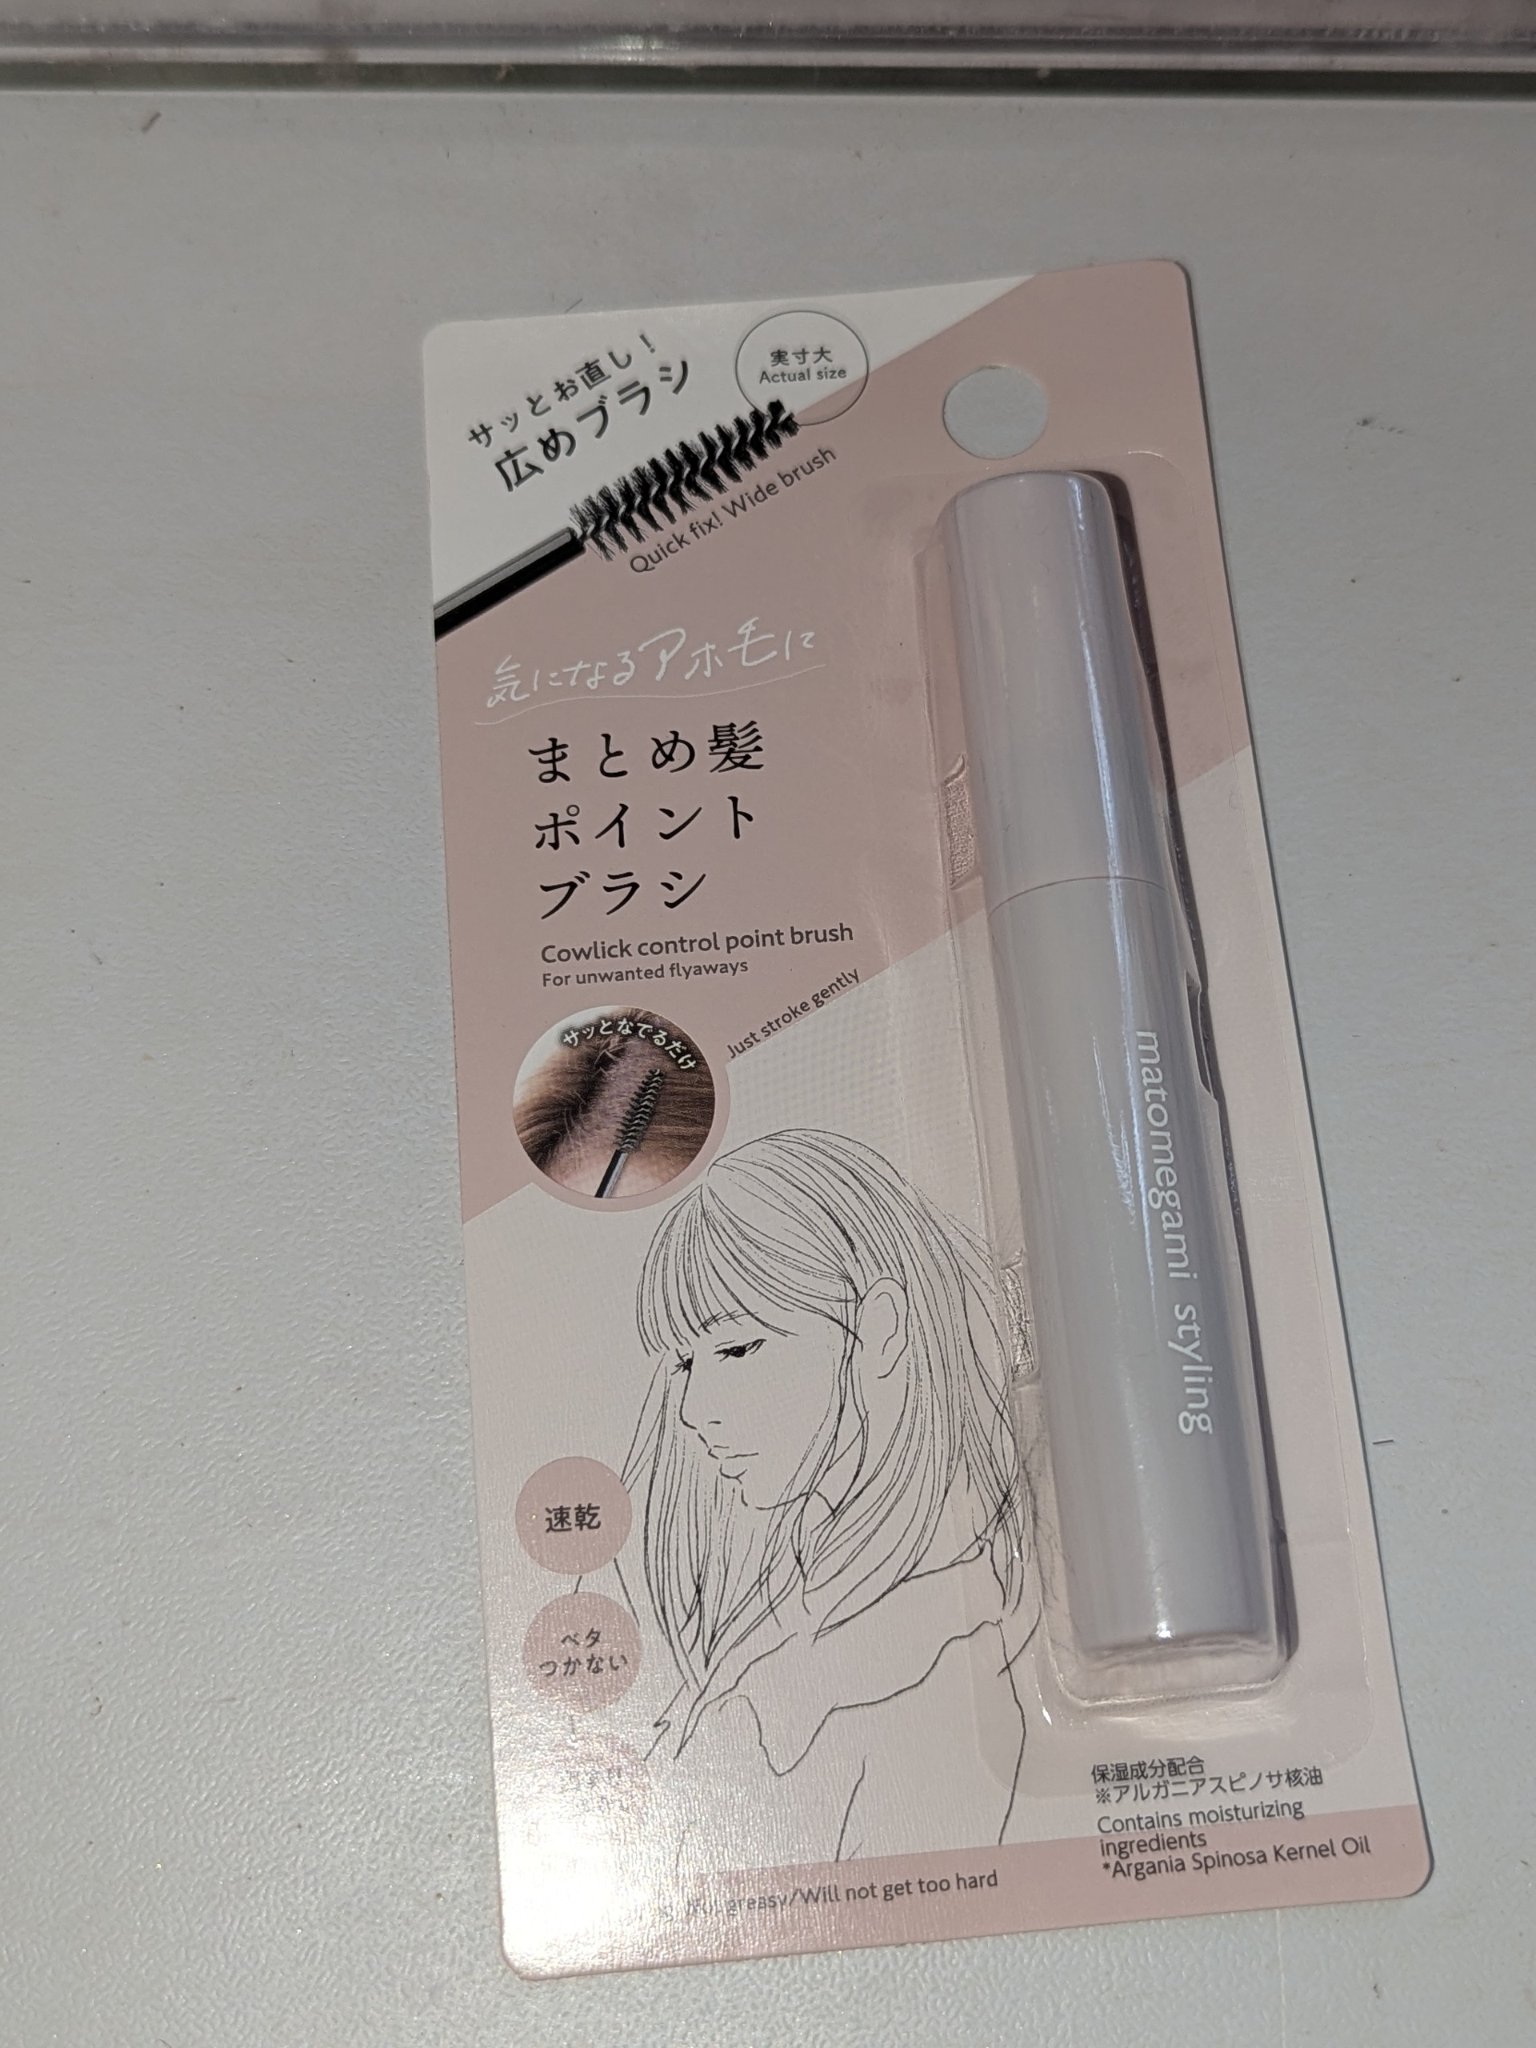 サッとお直し!
広めブラシ
実寸大
Actual size
Quick fix! Wide brush
気になるアホ毛に
まとめ髪
ポイント
ブラシ
Cowlick control point brush
For unwanted flyaways
サッとなでるだけ
Just stroke gently
matomegami styling
速乾
ベタ
つかない
保湿成分配合
※アルガニアスピノサ核油
Contains moisturizing
ingredients
*Argania Spinosa Kernel Oil
greasy/Will not get too hard